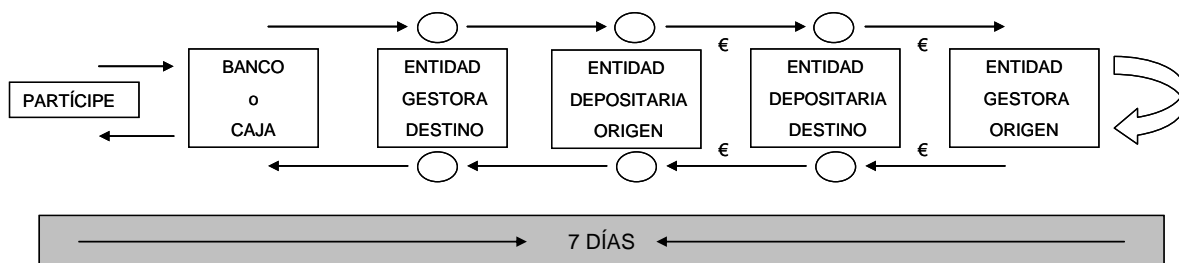 € €
PARTÍCIPE
BANCO
o
CAJA
ENTIDAD
GESTORA
DESTINO
ENTIDAD
DEPOSITARIA
ORIGEN
ENTIDAD
DEPOSITARIA
DESTINO
ENTIDAD
GESTORA
ORIGEN
€ €
7 DÍAS